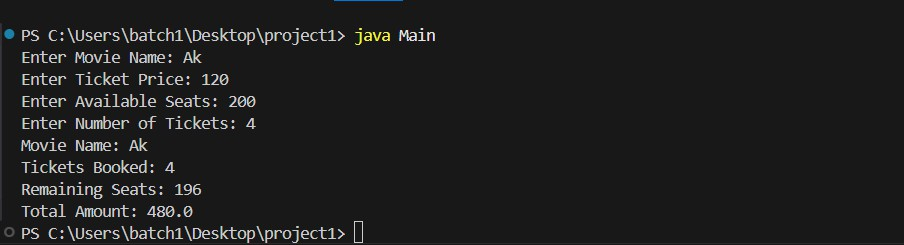 PS C:\Users\batch1\Desktop\project1> java Main
Enter Movie Name: Ak
Enter Ticket Price: 120
Enter Available Seats: 200
Enter Number of Tickets: 4
Movie Name: Ak
Tickets Booked: 4
Remaining Seats: 196
Total Amount: 480.0
PS C:\Users\batch1\Desktop\project1>